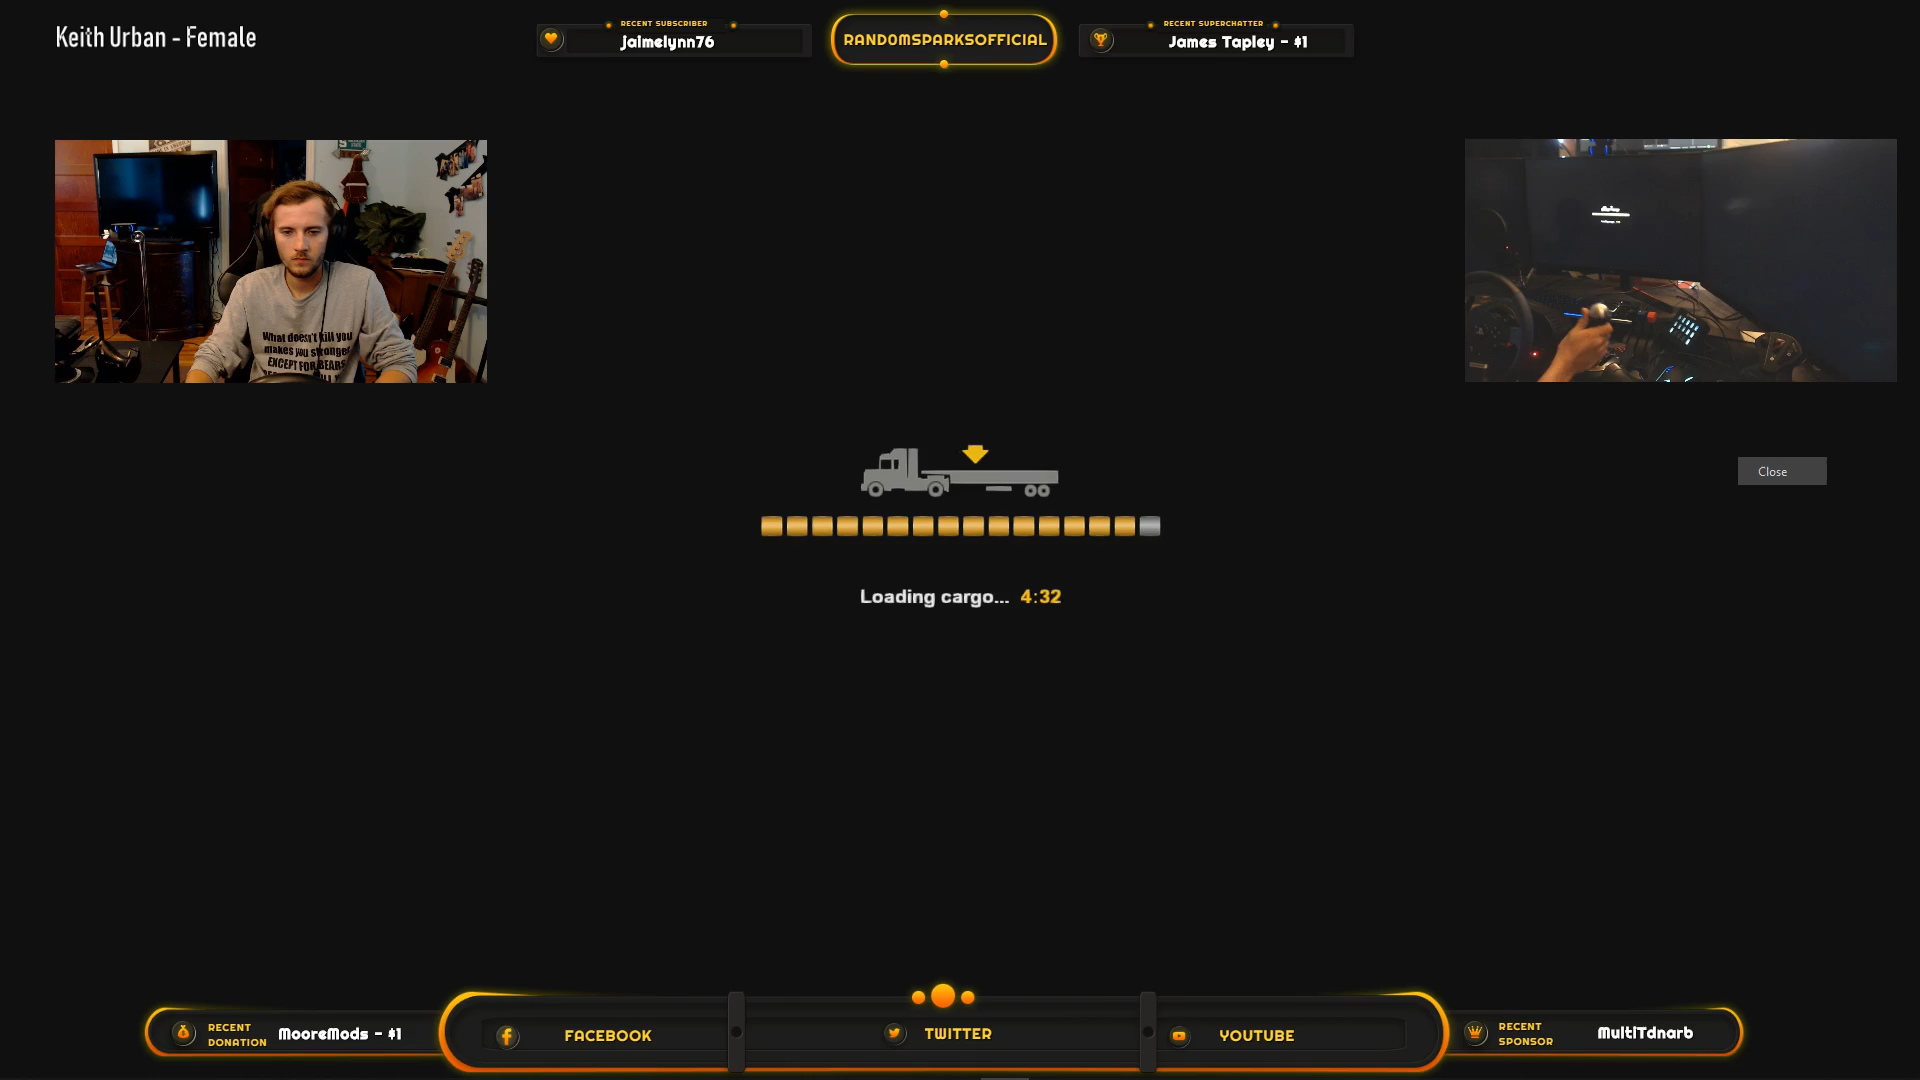 Keith Urban - Female
RECENT SUBSCRIBER
jaimelynn76
RANDOMSPARKSOFFICIAL
RECENT SUPERCHATTER
James Tapley - $1
What doesn't kill you
makes you stronger
EXCEPT FOR BEARS
Close
Loading cargo... 4:32
RECENT DONATION
MooreMods - $1
FACEBOOK
TWITTER
YOUTUBE
RECENT SPONSOR
MultiTdnarb